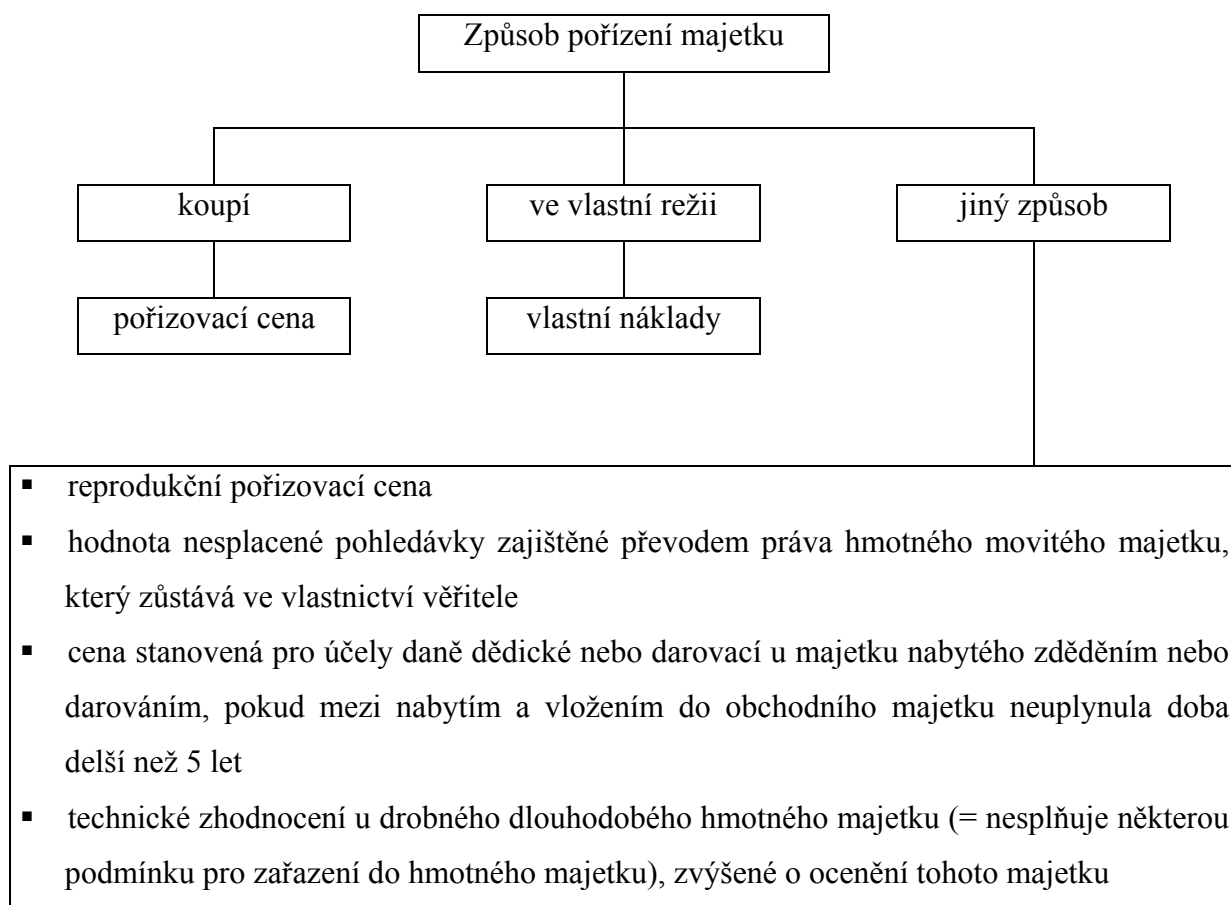 Způsob pořízení majetku
koupí
ve vlastní režii
jiný způsob
pořizovací cena
vlastní náklady
▪ reprodukční pořizovací cena
▪ hodnota nesplacené pohledávky zajištěné převodem práva hmotného movitého majetku,
který zůstává ve vlastnictví věřitele
▪ cena stanovená pro účely daně dědické nebo darovací u majetku nabytého zděděním nebo
darováním, pokud mezi nabytím a vložením do obchodního majetku neuplynula doba
delší než 5 let
▪ technické zhodnocení u drobného dlouhodobého hmotného majetku (= nesplňuje některou
podmínku pro zařazení do hmotného majetku), zvýšené o ocenění tohoto majetku